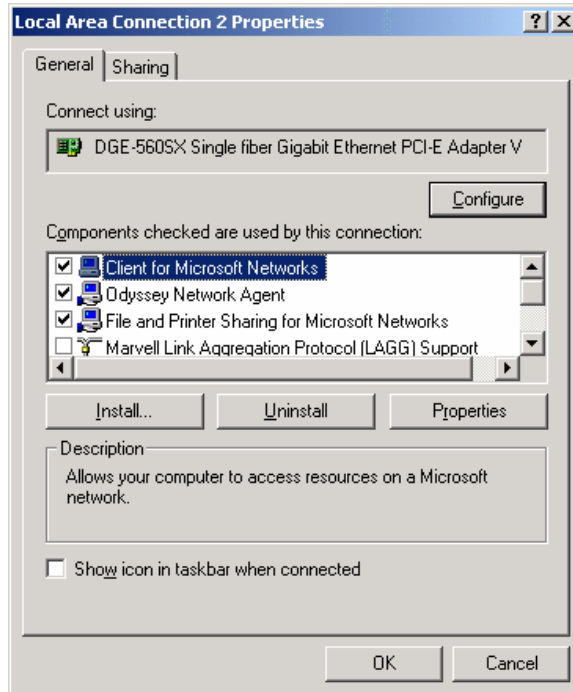 Local Area Connection 2 Properties
General
Sharing
Connect using:
DGE-560SX Single fiber Gigabit Ethernet PCI-E Adapter V
Configure
Components checked are used by this connection:
Client for Microsoft Networks
Odyssey Network Agent
File and Printer Sharing for Microsoft Networks
Marvell Link Aggregation Protocol (LAGG) Support
Install...
Uninstall
Properties
Description
Allows your computer to access resources on a Microsoft
network.
Show icon in taskbar when connected
OK
Cancel